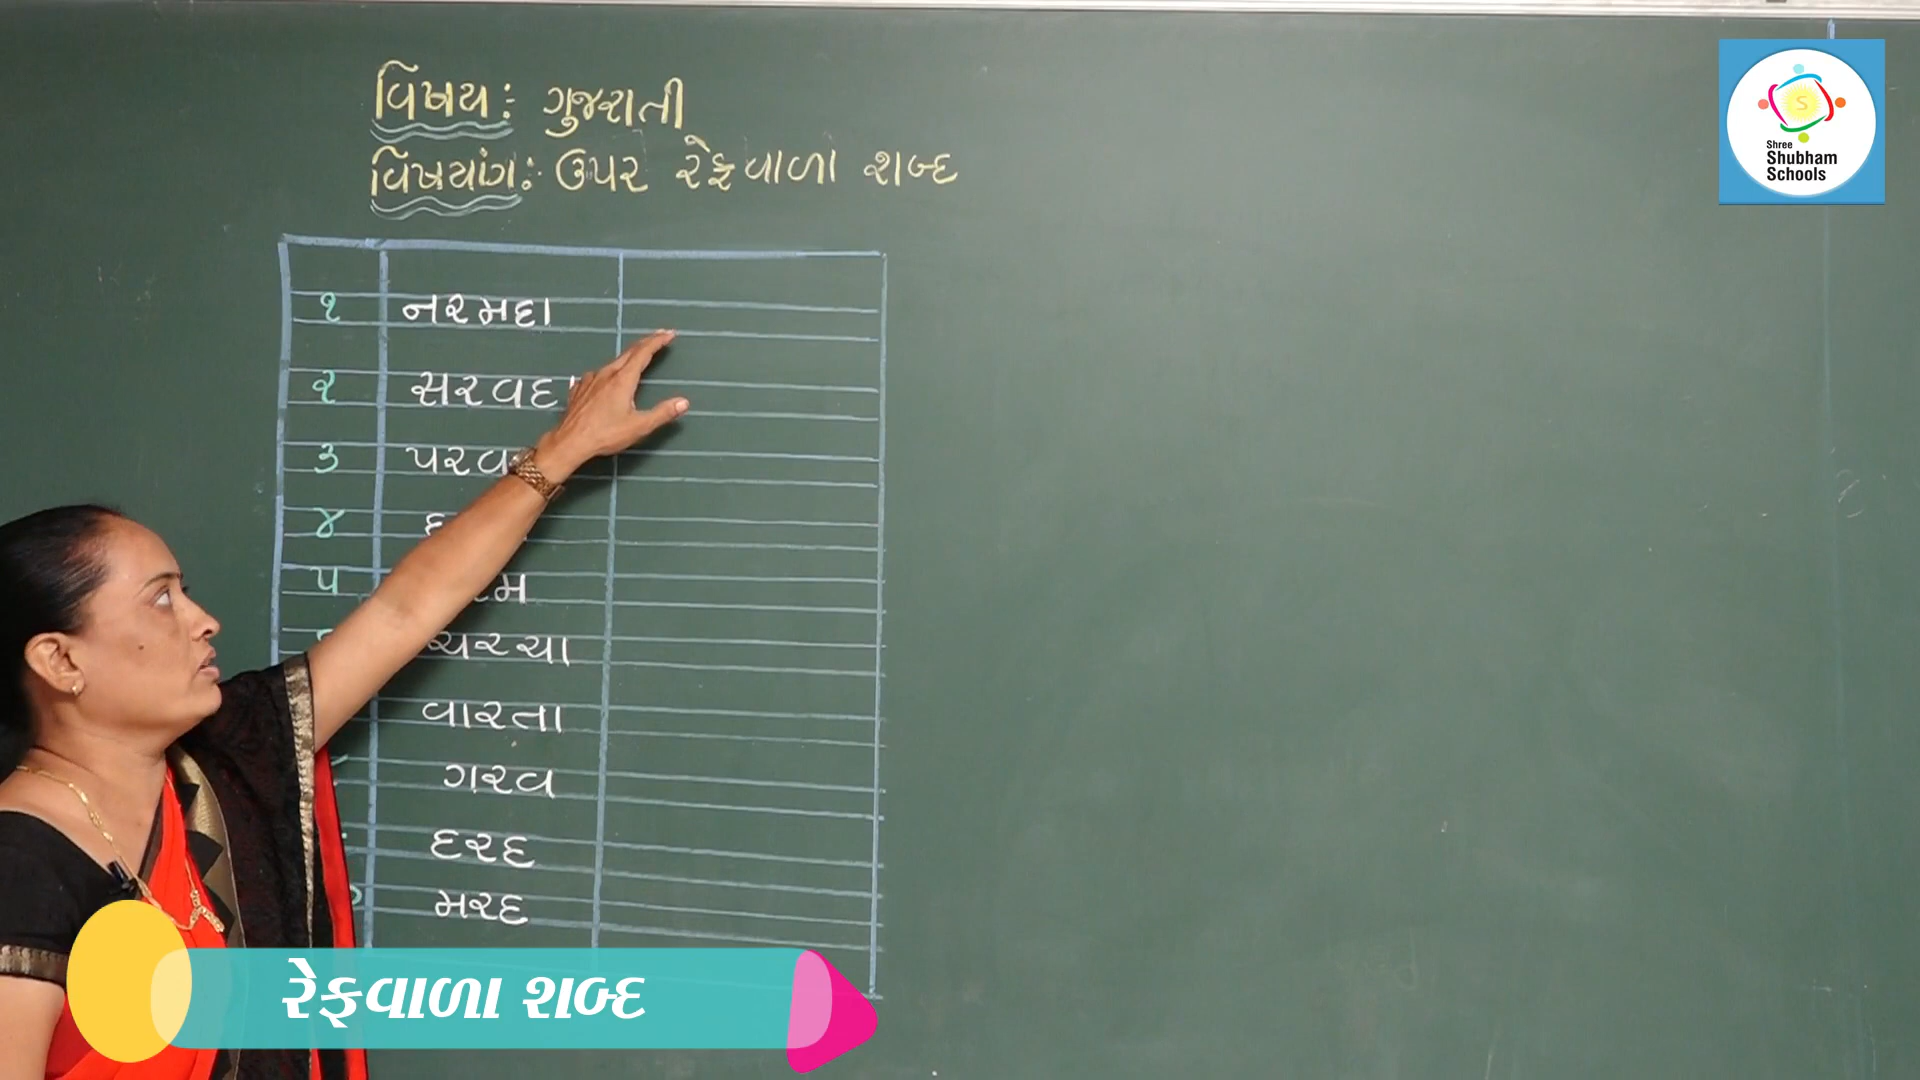 વિષય: ગુજરાતી
વિષયાંગ: ઉપર રેફવાળા શબ્દ
Shree
Shubham
Schools
૧ નરમદા
૨ સરવદા
૩
૪
૫
ચરચા
વારતા
ગરવ
દરદ
મરદ
રેફવાળા શબ્દ